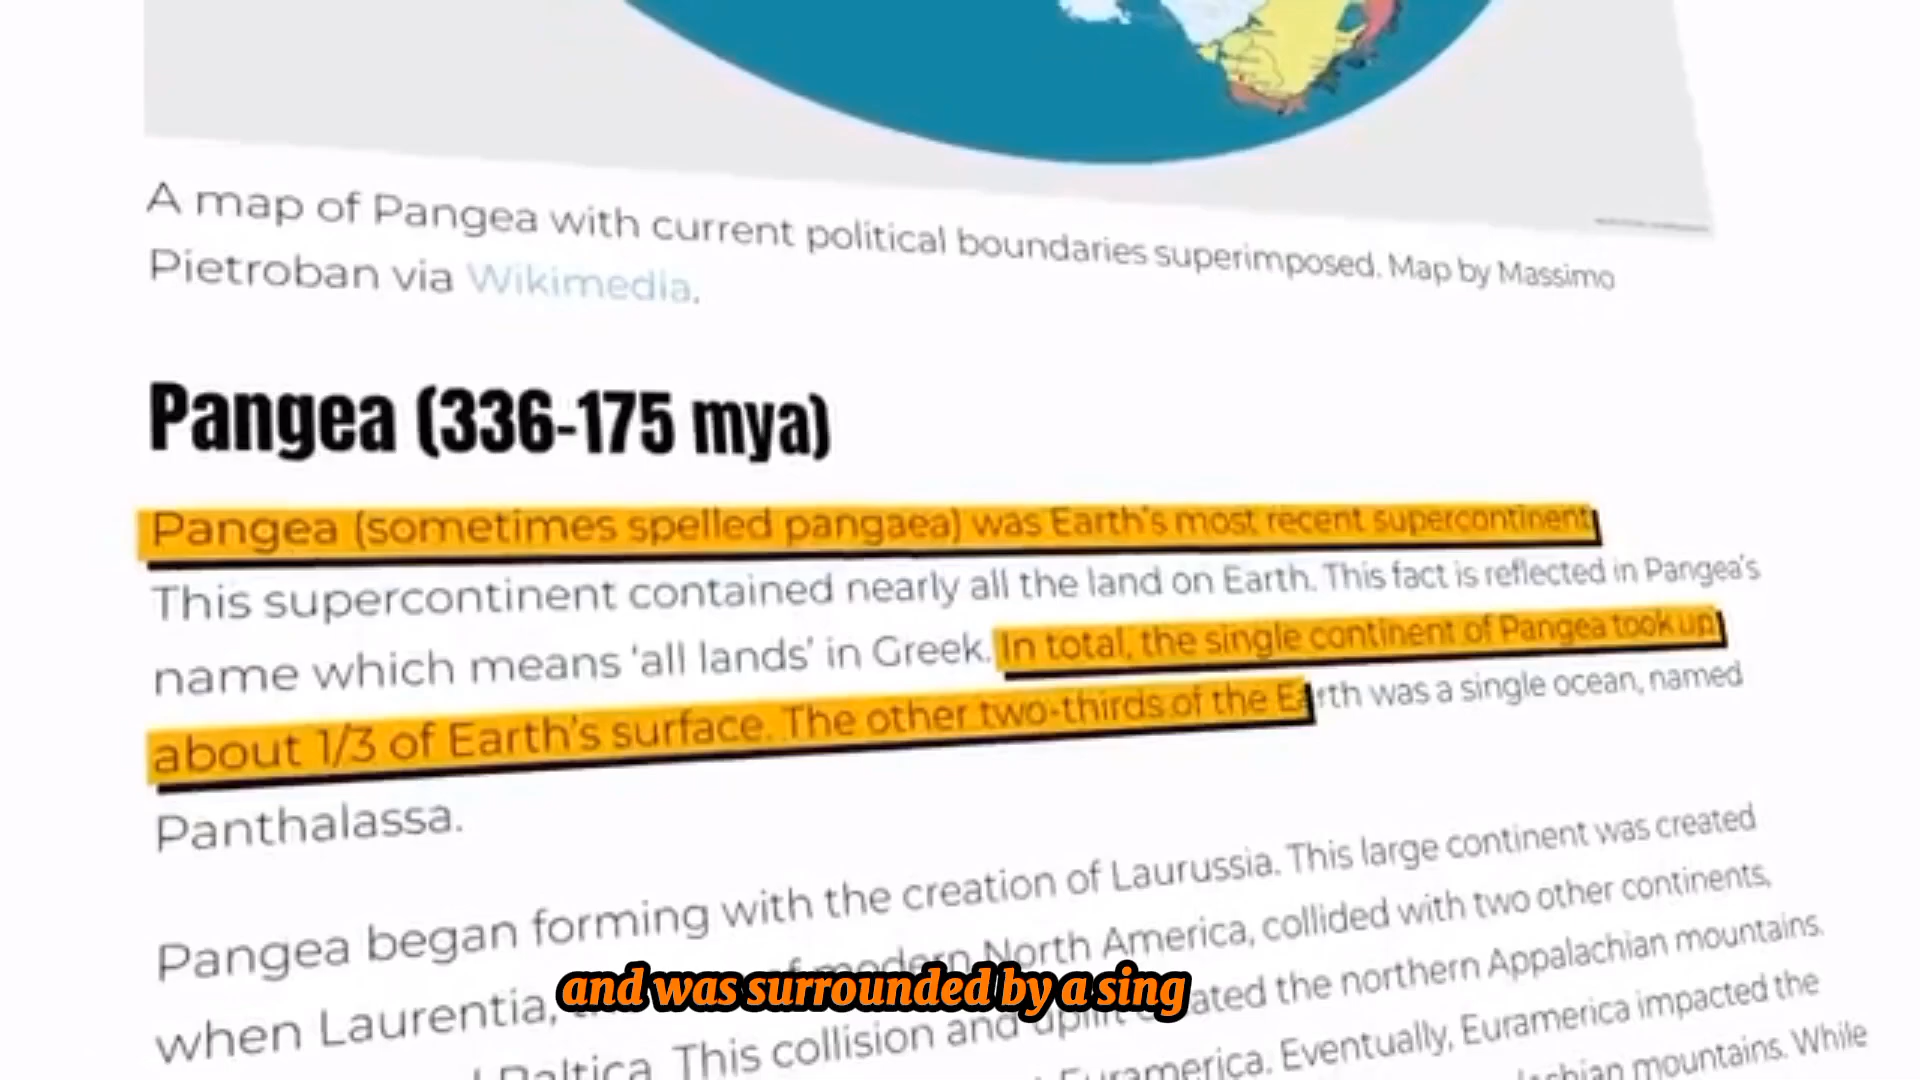 A map of Pangea with current political boundaries superimposed. Map by Massimo
Pietroban via Wikimedia.
Pangea (336-175 mya)
Pangea (sometimes spelled pangaea) was Earth's most recent supercontinent
This supercontinent contained nearly all the land on Earth. This fact is reflected in Pangea's
name which means 'all lands' in Greek. In total, the single continent of Pangea took up
about 1/3 of Earth's surface. The other two-thirds of the Earth was a single ocean, named
Panthalassa.
Pangea began forming with the creation of Laurussia. This large continent was created
when Laurentia, of modern North America, collided with two other continents,
Baltica. This collision and uplift ated the northern Appalachian mountains.
Euramerica. Eventually, Euramerica impacted the
mountains. While
and was surrounded by a sing